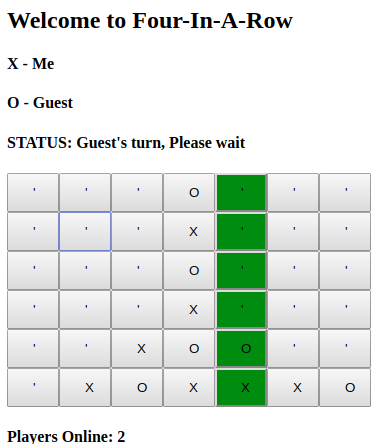 Welcome to Four-In-A-Row
X - Me
O - Guest
STATUS: Guest's turn, Please wait
' ' ' O ' ' '
' ' ' X ' ' '
' ' ' O ' ' '
' ' ' X ' ' '
' ' X O O ' '
' X O X X X O
Players Online: 2